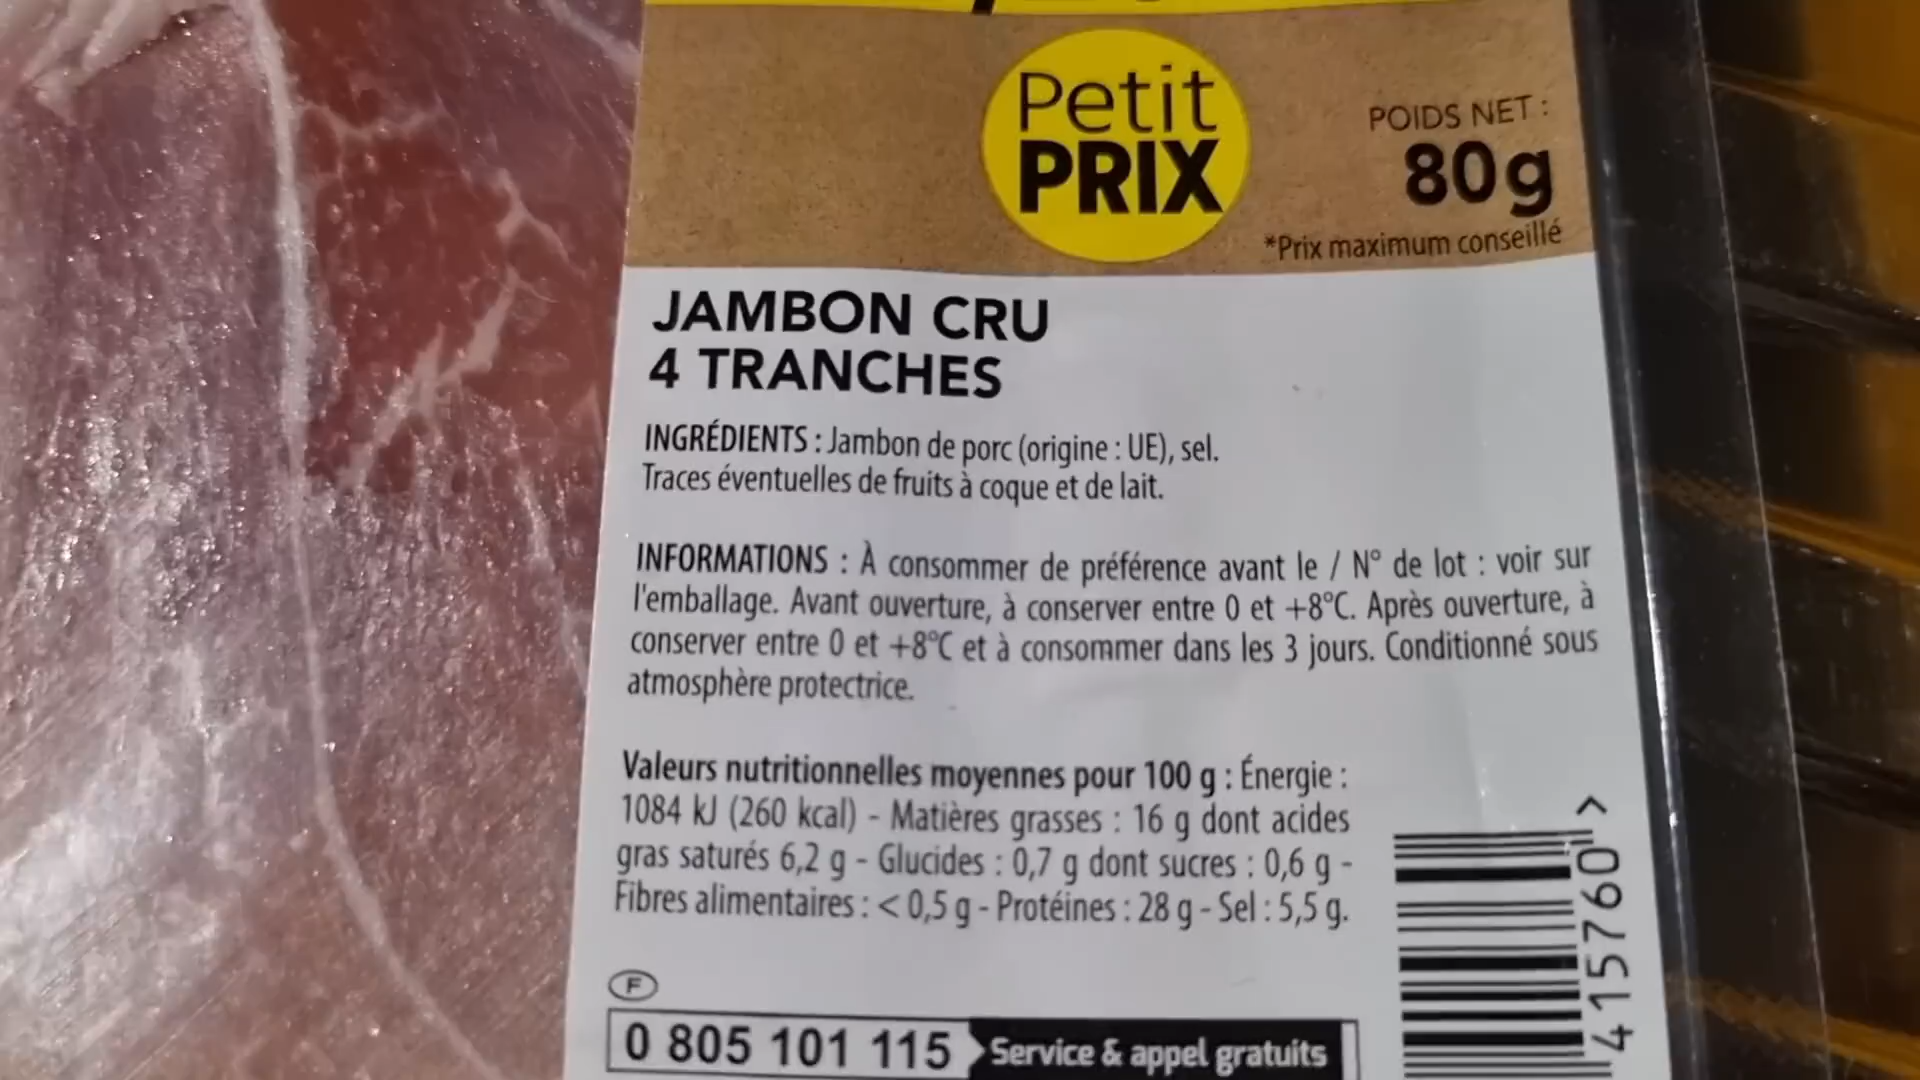 Petit
PRIX
POIDS NET :
80g
*Prix maximum conseillé
JAMBON CRU
4 TRANCHES
INGRÉDIENTS : Jambon de porc (origine : UE), sel.
Traces éventuelles de fruits à coque et de lait.
INFORMATIONS : À consommer de préférence avant le / N° de lot : voir sur
l'emballage. Avant ouverture, à conserver entre 0 et +8°C. Après ouverture, à
conserver entre 0 et +8°C et à consommer dans les 3 jours. Conditionné sous
atmosphère protectrice.
Valeurs nutritionnelles moyennes pour 100 g : Énergie :
1084 kJ (260 kcal) - Matières grasses : 16 g dont acides
gras saturés 6,2 g - Glucides : 0,7 g dont sucres : 0,6 g -
Fibres alimentaires : < 0,5 g - Protéines : 28 g - Sel : 5,5 g.
F
0 805 101 115 Service & appel gratuits
415760 >